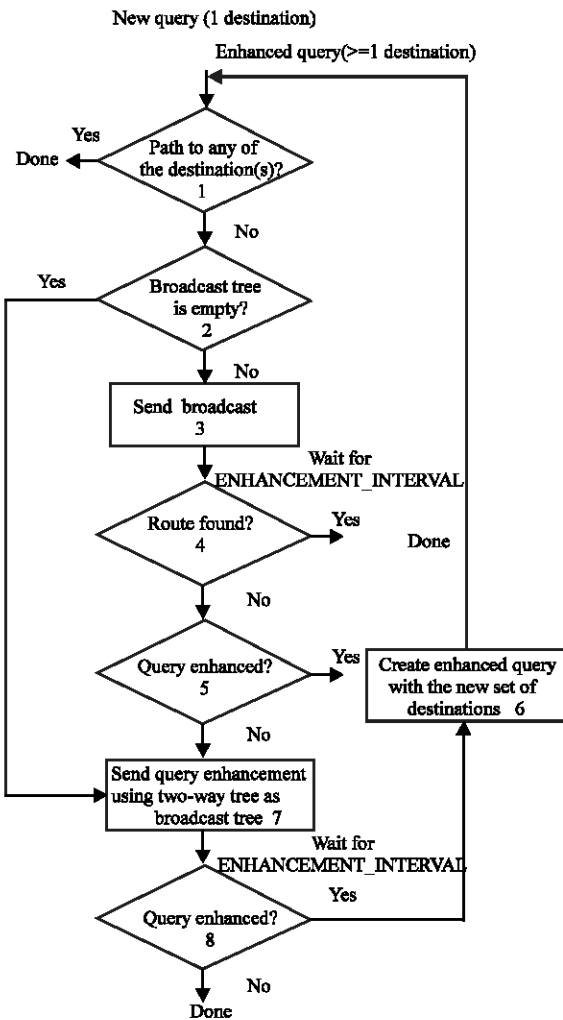 New query (1 destination)
Enhanced query(>=1 destination)
Yes
Done
Path to any of
the destination(s)?
1
No
Yes
Broadcast tree
is empty?
2
No
Send broadcast
3
Wait for
ENHANCEMENT_INTERVAL
Route found?
4
Yes
Done
No
Query enhanced?
5
Yes
Create enhanced query
with the new set of
destinations 6
No
Send query enhancement
using two-way tree as
broadcast tree 7
Wait for
ENHANCEMENT_INTERVAL
Yes
Query enhanced?
8
No
Done